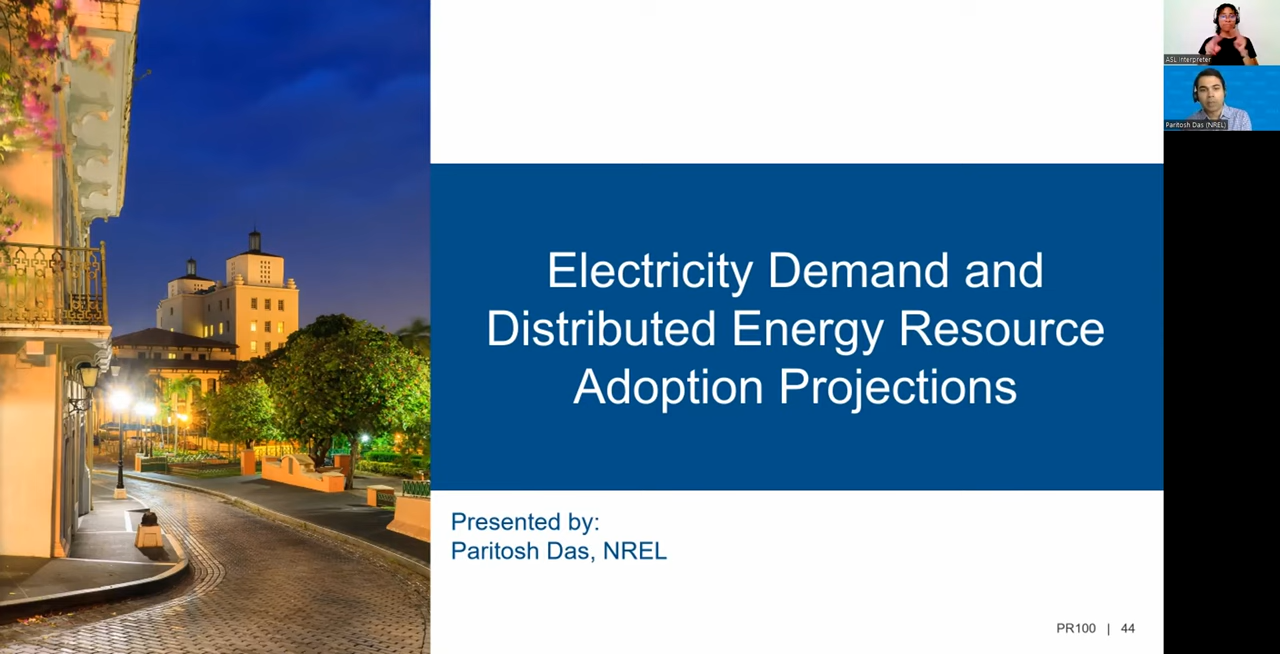 Electricity Demand and
Distributed Energy Resource
Adoption Projections
Presented by:
Paritosh Das, NREL
PR100 | 44
ASL Interpreter
Paritosh Das (NREL)